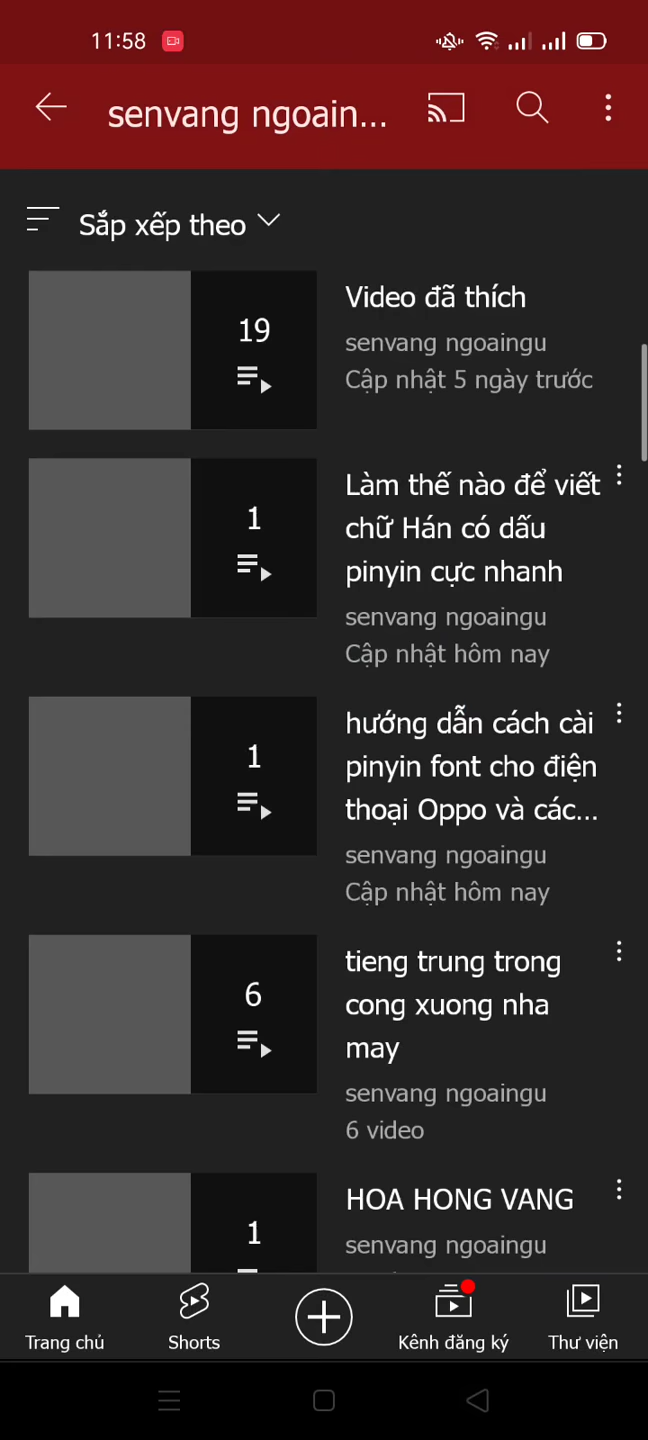 11:58
senvang ngoain...
Sắp xếp theo
19
Video đã thích
senvang ngoaingu
Cập nhật 5 ngày trước
1
Làm thế nào để viết
chữ Hán có dấu
pinyin cực nhanh
senvang ngoaingu
Cập nhật hôm nay
1
hướng dẫn cách cài
pinyin font cho điện
thoại Oppo và các...
senvang ngoaingu
Cập nhật hôm nay
6
tieng trung trong
cong xuong nha
may
senvang ngoaingu
6 video
1
HOA HONG VANG
senvang ngoaingu
Trang chủ
Shorts
Kênh đăng ký
Thư viện